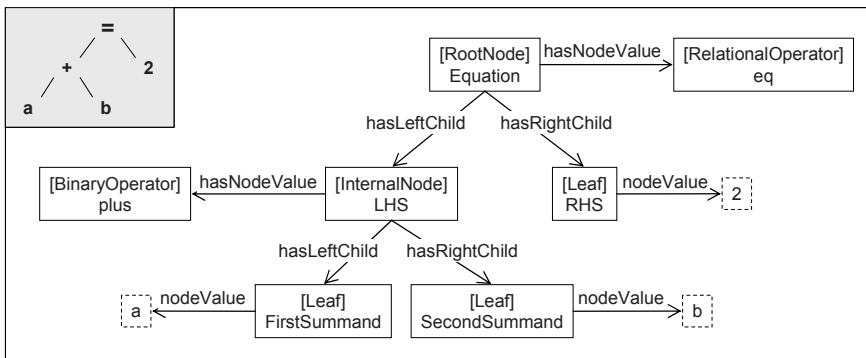 =
+ 2
a b
[RootNode]
Equation
hasNodeValue
[RelationalOperator]
eq
hasLeftChild
hasRightChild
[BinaryOperator]
plus
hasNodeValue
[InternalNode]
LHS
[Leaf]
RHS
nodeValue
2
hasLeftChild
hasRightChild
a
nodeValue
[Leaf]
FirstSummand
[Leaf]
SecondSummand
nodeValue
b